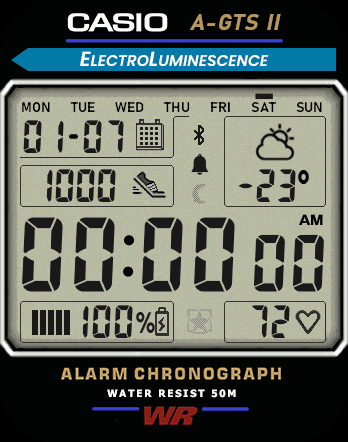 CASIO A-GTS II
ElectroLuminescence
MON TUE WED THU FRI SAT SUN
01-07
-23°
1000
AM
00:00 00
100%
72
ALARM CHRONOGRAPH
WATER RESIST 50M
WR